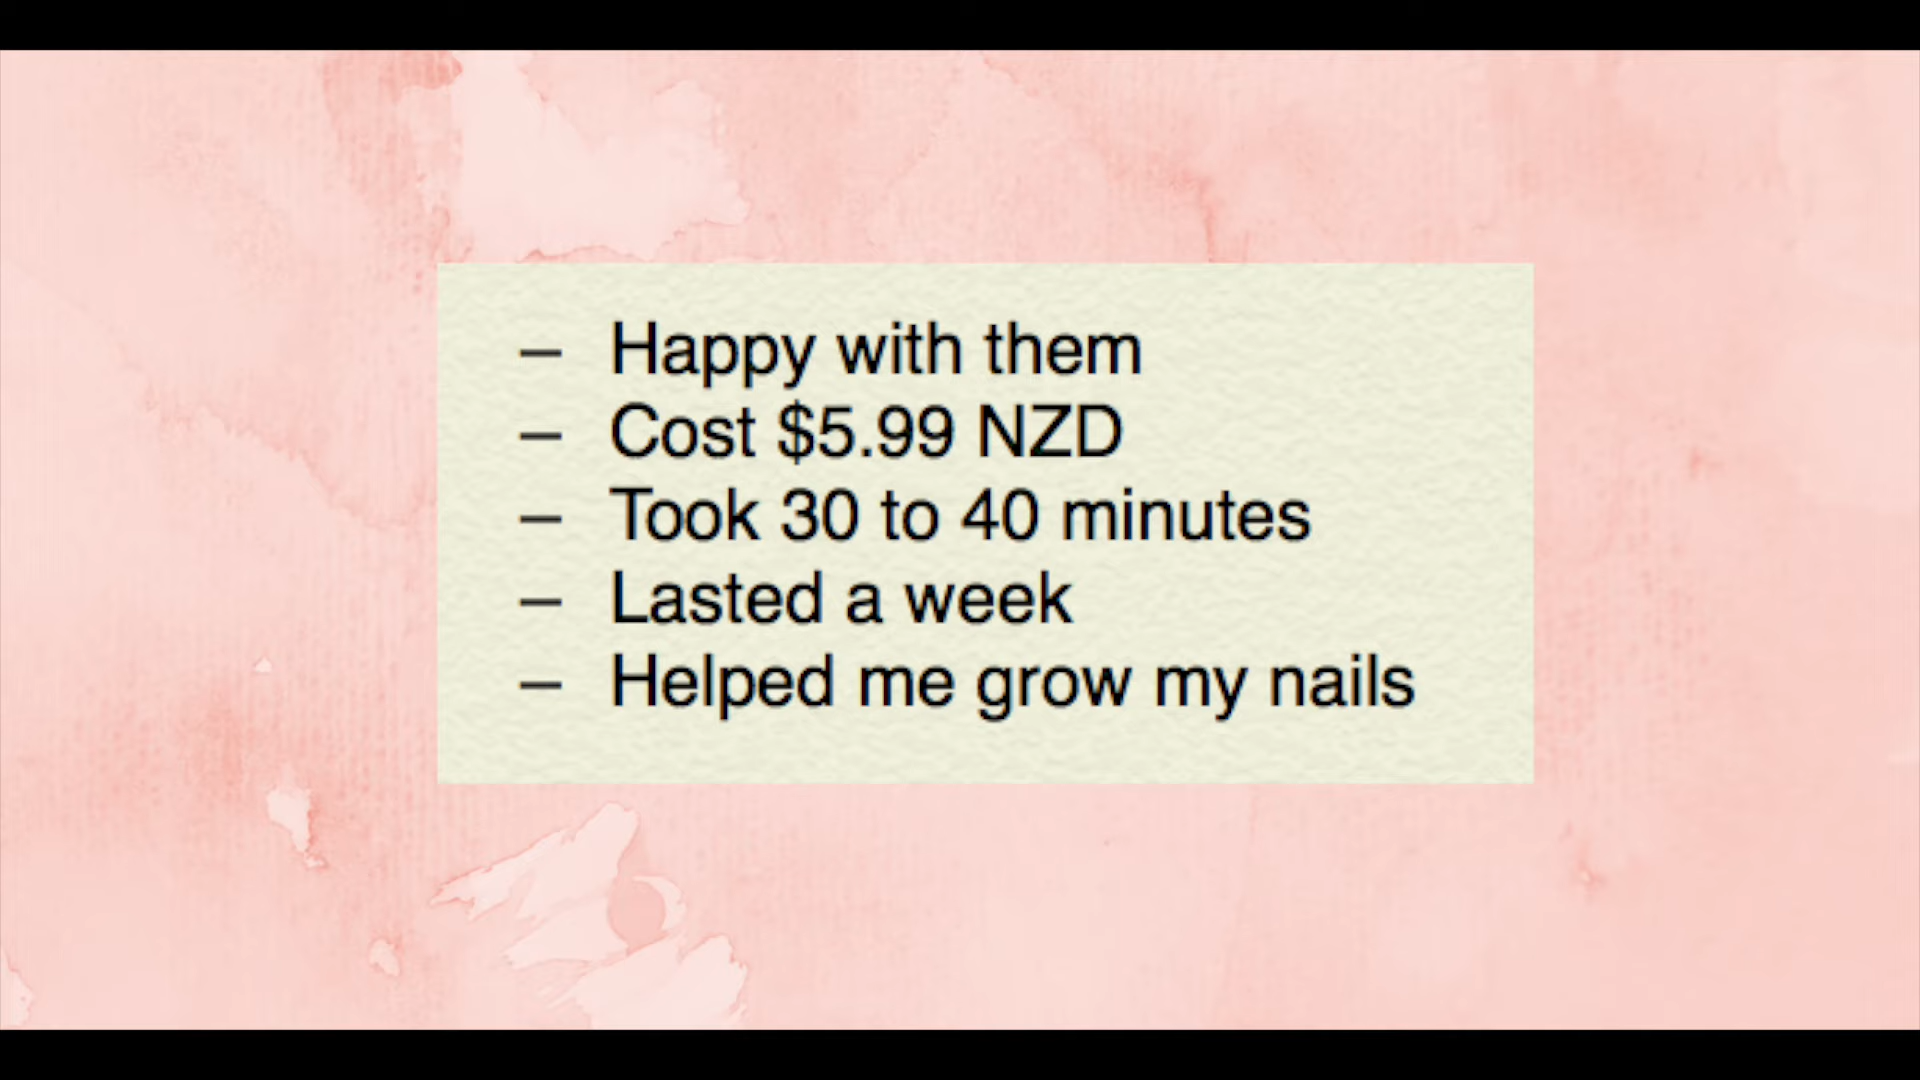 – Happy with them
– Cost $5.99 NZD
– Took 30 to 40 minutes
– Lasted a week
– Helped me grow my nails